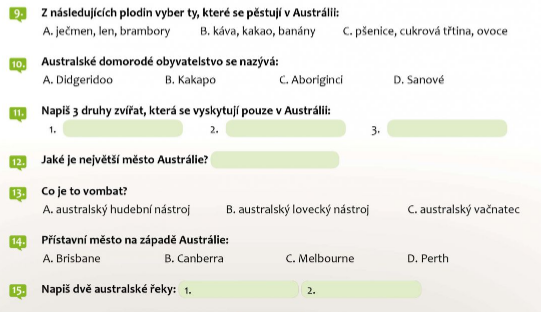 9. Z následujících plodin vyber ty, které se pěstují v Austrálii:
A. ječmen, len, brambory B. káva, kakao, banány C. pšenice, cukrová třtina, ovoce
10. Australské domorodé obyvatelstvo se nazývá:
A. Didgeridoo B. Kakapo C. Aboriginci D. Sanové
11. Napiš 3 druhy zvířat, která se vyskytují pouze v Austrálii:
1. 2. 3.
12. Jaké je největší město Austrálie?
13. Co je to vombat?
A. australský hudební nástroj B. australský lovecký nástroj C. australský vačnatec
14. Přístavní město na západě Austrálie:
A. Brisbane B. Canberra C. Melbourne D. Perth
15. Napiš dvě australské řeky: 1. 2.